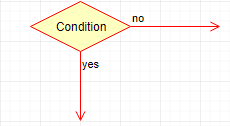 Condition
no
yes